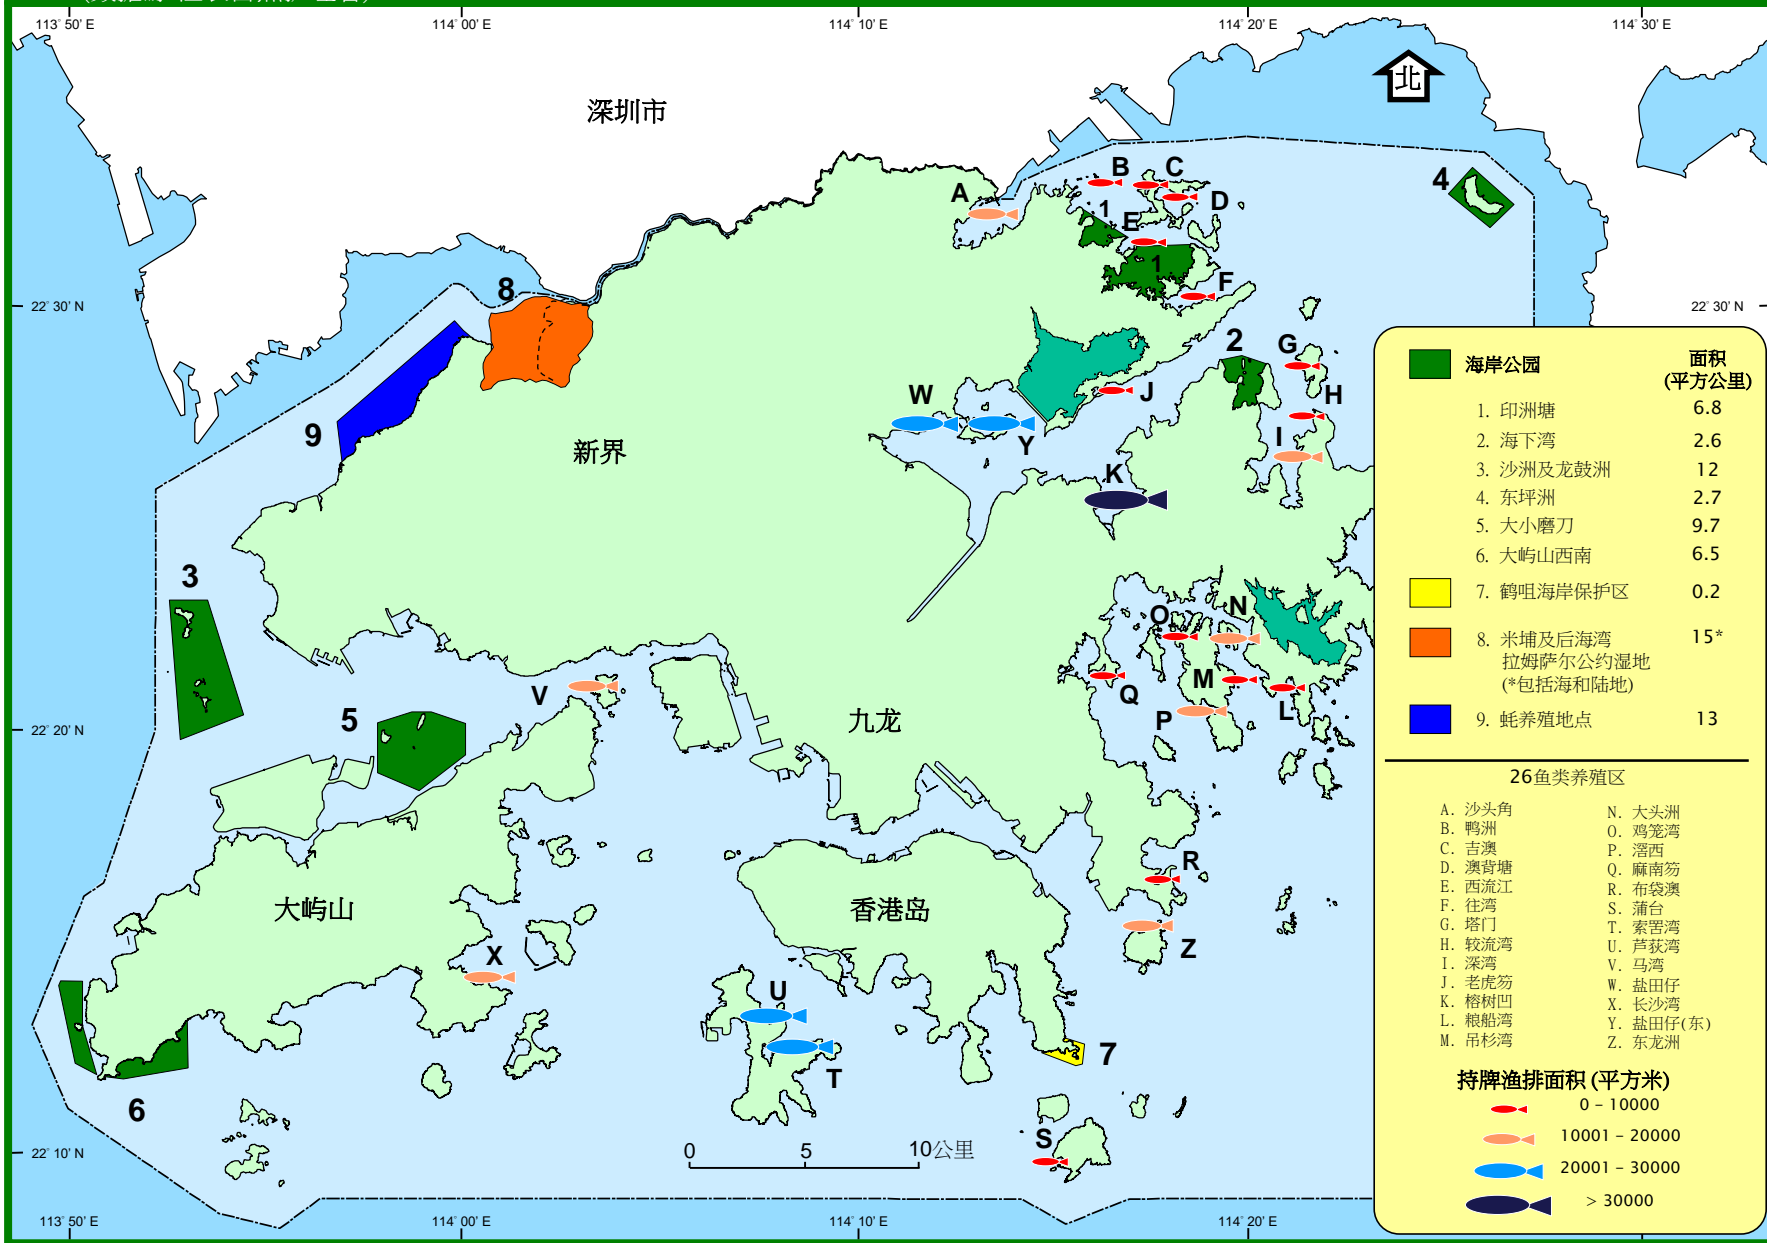 113° 50' E
114° 00' E
114° 10' E
114° 20' E
114° 30' E
北
深圳市
A
B
C
D
E
1
1
F
4
8
22° 30' N
22° 30' N
2
G
H
J
W
Y
I
9
新界
K
3
O
N
V
Q
M
L
P
5
22° 20' N
九龙
R
大屿山
香港岛
Z
X
U
T
7
6
S
22° 10' N
0
5
10公里
113° 50' E
114° 00' E
114° 10' E
114° 20' E
海岸公园
面积
(平方公里)
1. 印洲塘 6.8
2. 海下湾 2.6
3. 沙洲及龙鼓洲 12
4. 东坪洲 2.7
5. 大小磨刀 9.7
6. 大屿山西南 6.5
7. 鹤咀海岸保护区 0.2
8. 米埔及后海湾 15*
拉姆萨尔公约湿地
(*包括海和陆地)
9. 蚝养殖地点 13
26鱼类养殖区
A. 沙头角
B. 鸭洲
C. 吉澳
D. 澳背塘
E. 西流江
F. 往湾
G. 塔门
H. 较流湾
I. 深湾
J. 老虎笏
K. 榕树凹
L. 粮船湾
M. 吊杉湾
N. 大头洲
O. 鸡笼湾
P. 滘西
Q. 麻南笏
R. 布袋澳
S. 蒲台
T. 索罟湾
U. 芦荻湾
V. 马湾
W. 盐田仔
X. 长沙湾
Y. 盐田仔(东)
Z. 东龙洲
持牌渔排面积 (平方米)
0 - 10000
10001 - 20000
20001 - 30000
> 30000